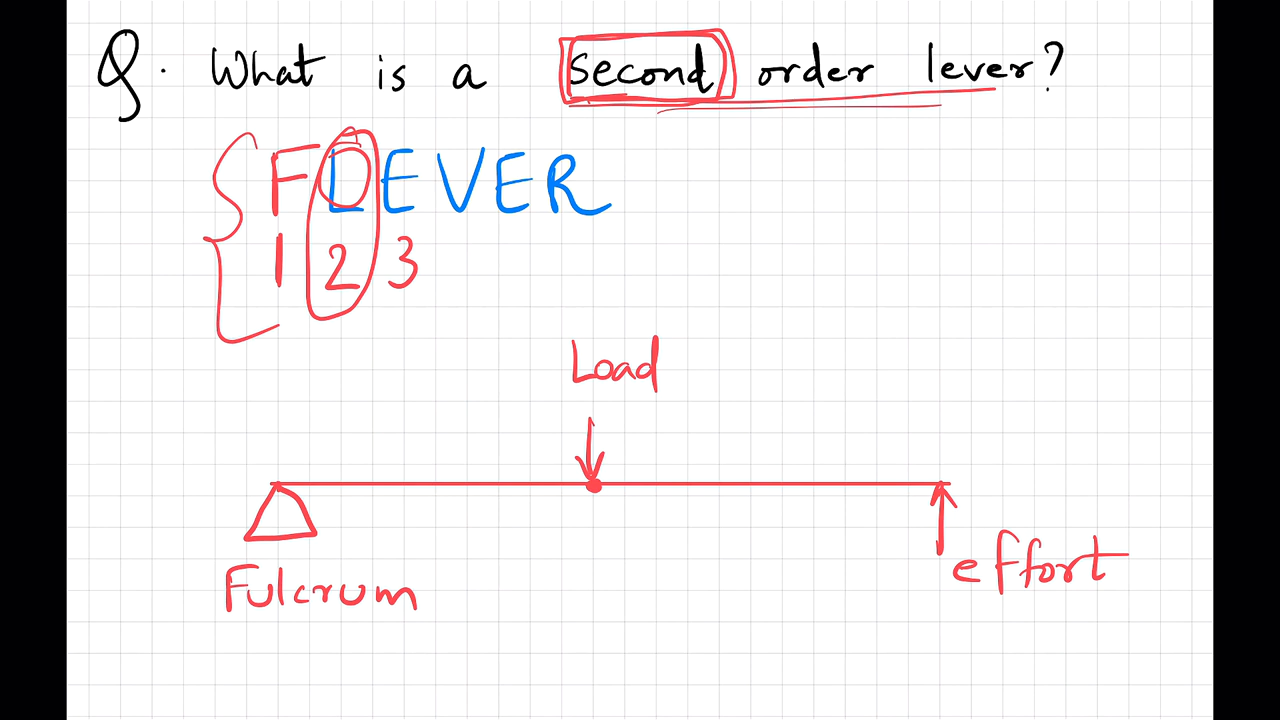 Q. What is a second order lever?
FLEVER
1 2 3
Load
effort
Fulcrum